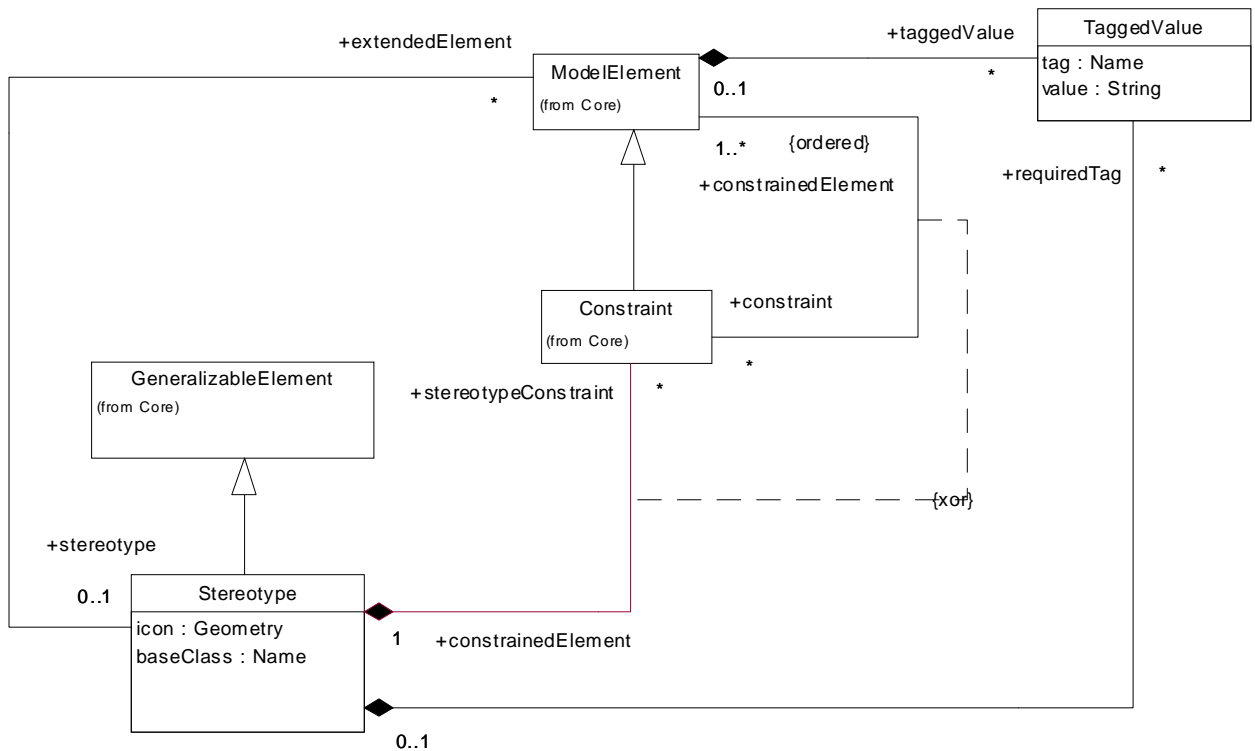 +extendedElement
*
ModelElement
(from Core)
0..1
+taggedValue
*
TaggedValue
tag : Name
value : String
1..*
{ordered}
+constrainedElement
+requiredTag
*
Constraint
(from Core)
+constraint
*
GeneralizableElement
(from Core)
+stereotypeConstraint
*
{xor}
+stereotype
0..1
Stereotype
icon : Geometry
baseClass : Name
1
+constrainedElement
0..1